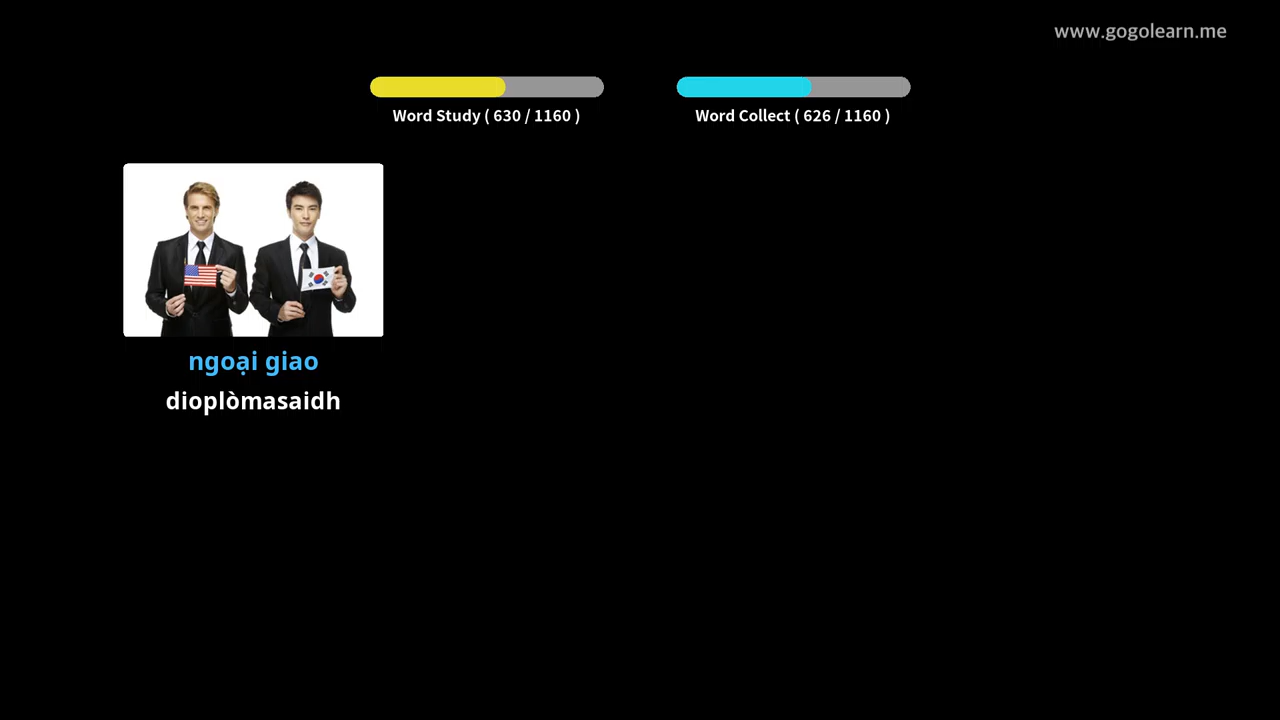 www.gogolearn.me
Word Study ( 630 / 1160 )
Word Collect ( 626 / 1160 )
ngoại giao
dioplòmasaidh